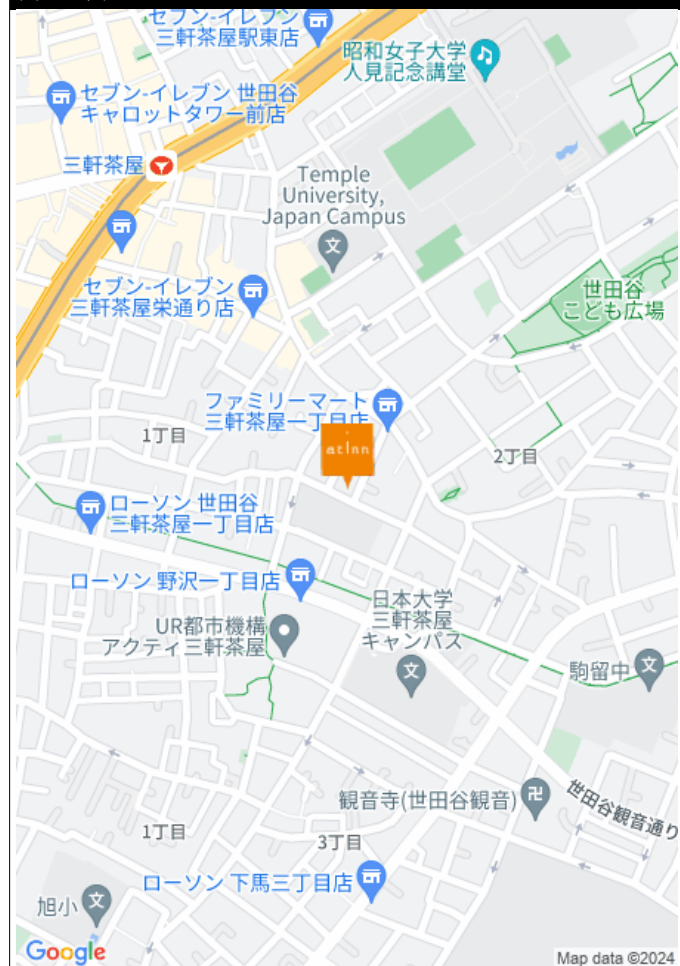 セブン-イレブン
三軒茶屋駅東店
昭和女子大学
人見記念講堂
セブン-イレブン 世田谷
キャロットタワー前店
三軒茶屋
Temple
University,
Japan Campus
文
セブン-イレブン
三軒茶屋栄通り店
世田谷
こども広場
ファミリーマート
三軒茶屋一丁目店
1丁目
at Inn
2丁目
ローソン 世田谷
三軒茶屋一丁目店
ローソン 野沢一丁目店
日本大学
三軒茶屋
キャンパス
文
UR都市機構
アクティ三軒茶屋
駒留中
文
観音寺(世田谷観音)
世田谷観音通り
1丁目
3丁目
ローソン 下馬三丁目店
旭小
文
Google
Map data ©2024